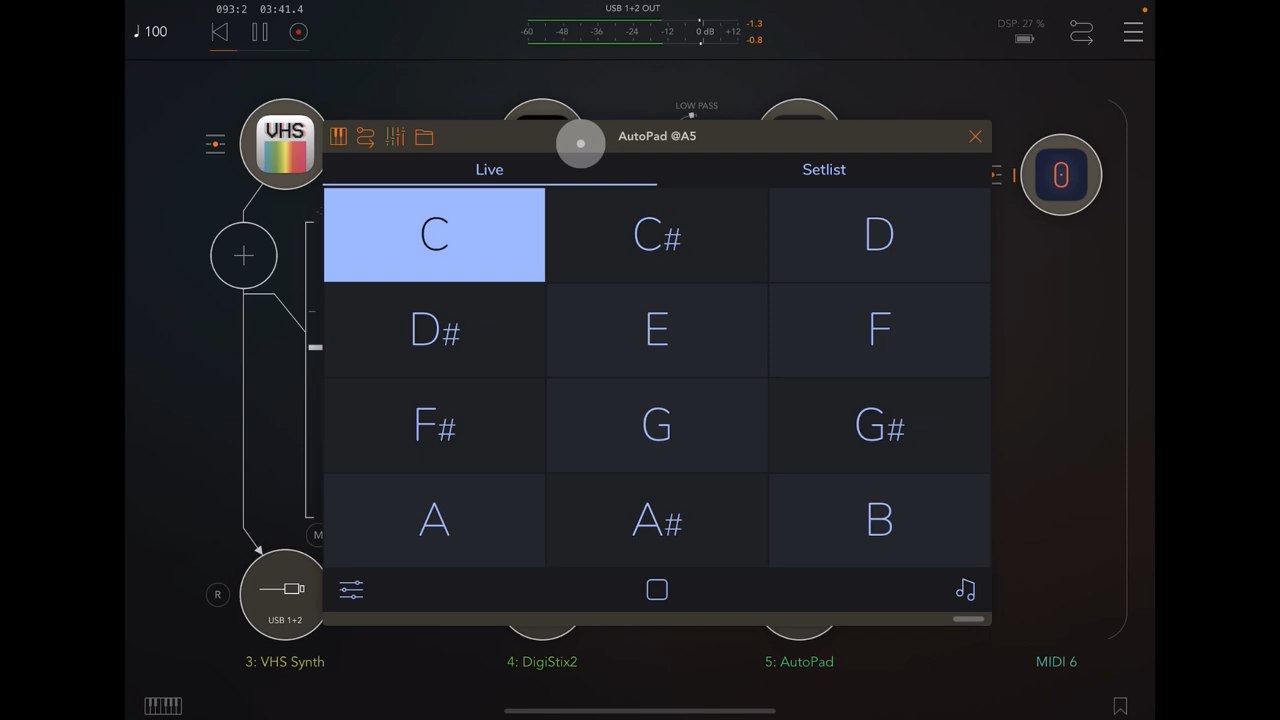 093:2 03:41.4
♩ 100
USB 1+2 OUT
-60 -48 -36 -24 -12 0 dB +12
-1.3
-0.8
DSP: 27 %
LOW PASS
VHS
AutoPad @A5
Live
Setlist
C
C#
D
D#
E
F
F#
G
G#
A
A#
B
0
M
R
USB 1+2
3: VHS Synth
4: DigiStix2
5: AutoPad
MIDI 6